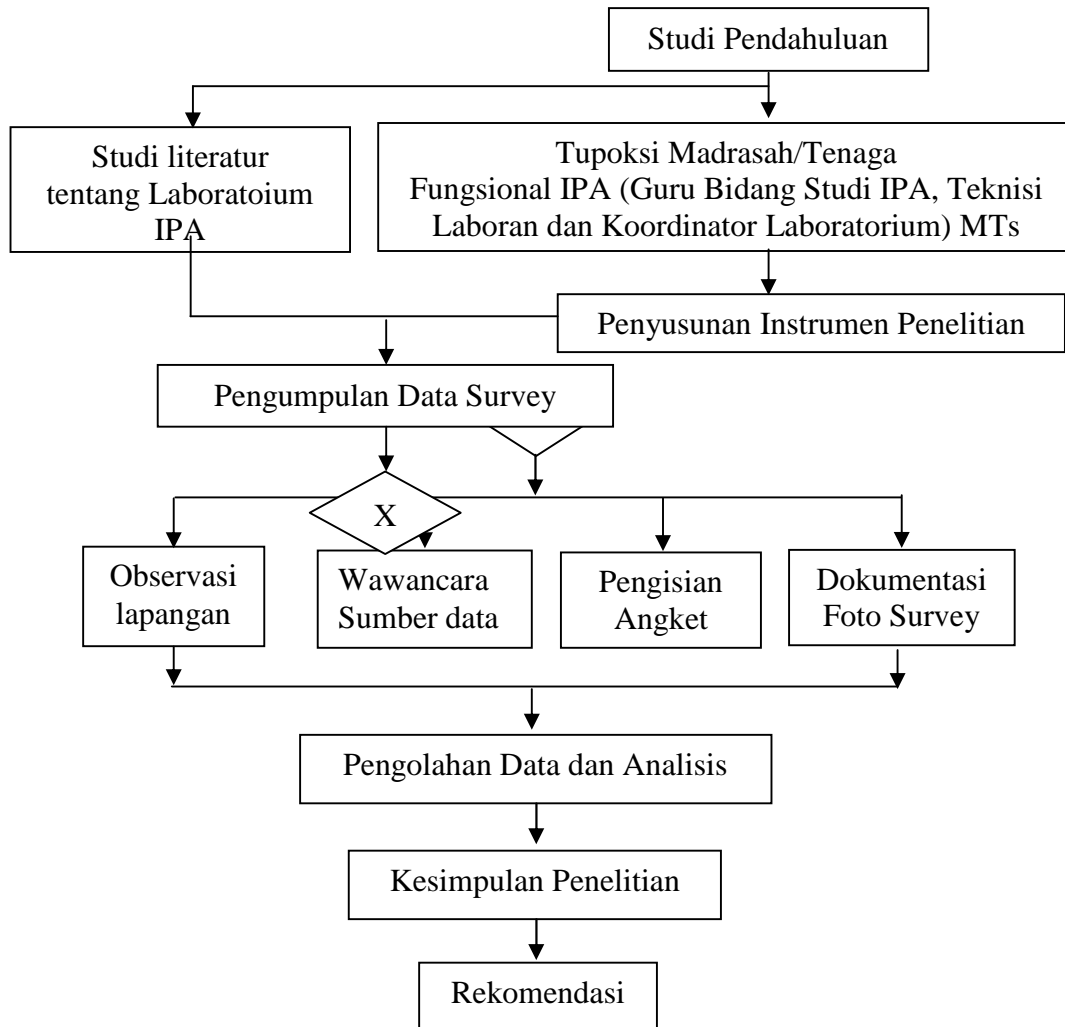 Studi Pendahuluan
Studi literatur
tentang Laboratoium
IPA
Tupoksi Madrasah/Tenaga
Fungsional IPA (Guru Bidang Studi IPA, Teknisi
Laboran dan Koordinator Laboratorium) MTs
Penyusunan Instrumen Penelitian
Pengumpulan Data Survey
X
Observasi
lapangan
Wawancara
Sumber data
Pengisian
Angket
Dokumentasi
Foto Survey
Pengolahan Data dan Analisis
Kesimpulan Penelitian
Rekomendasi